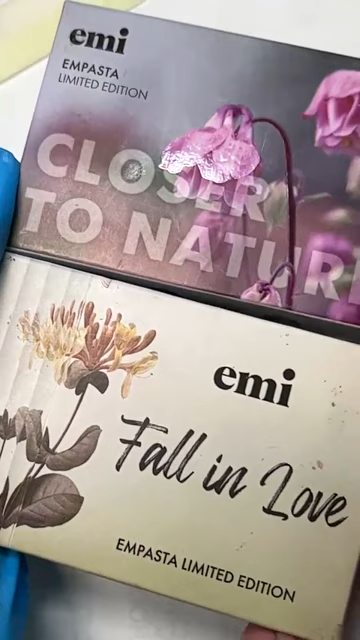 emi
EMPASTA
LIMITED EDITION
CLOSER
TO NATURE
emi
Fall in Love
EMPASTA LIMITED EDITION